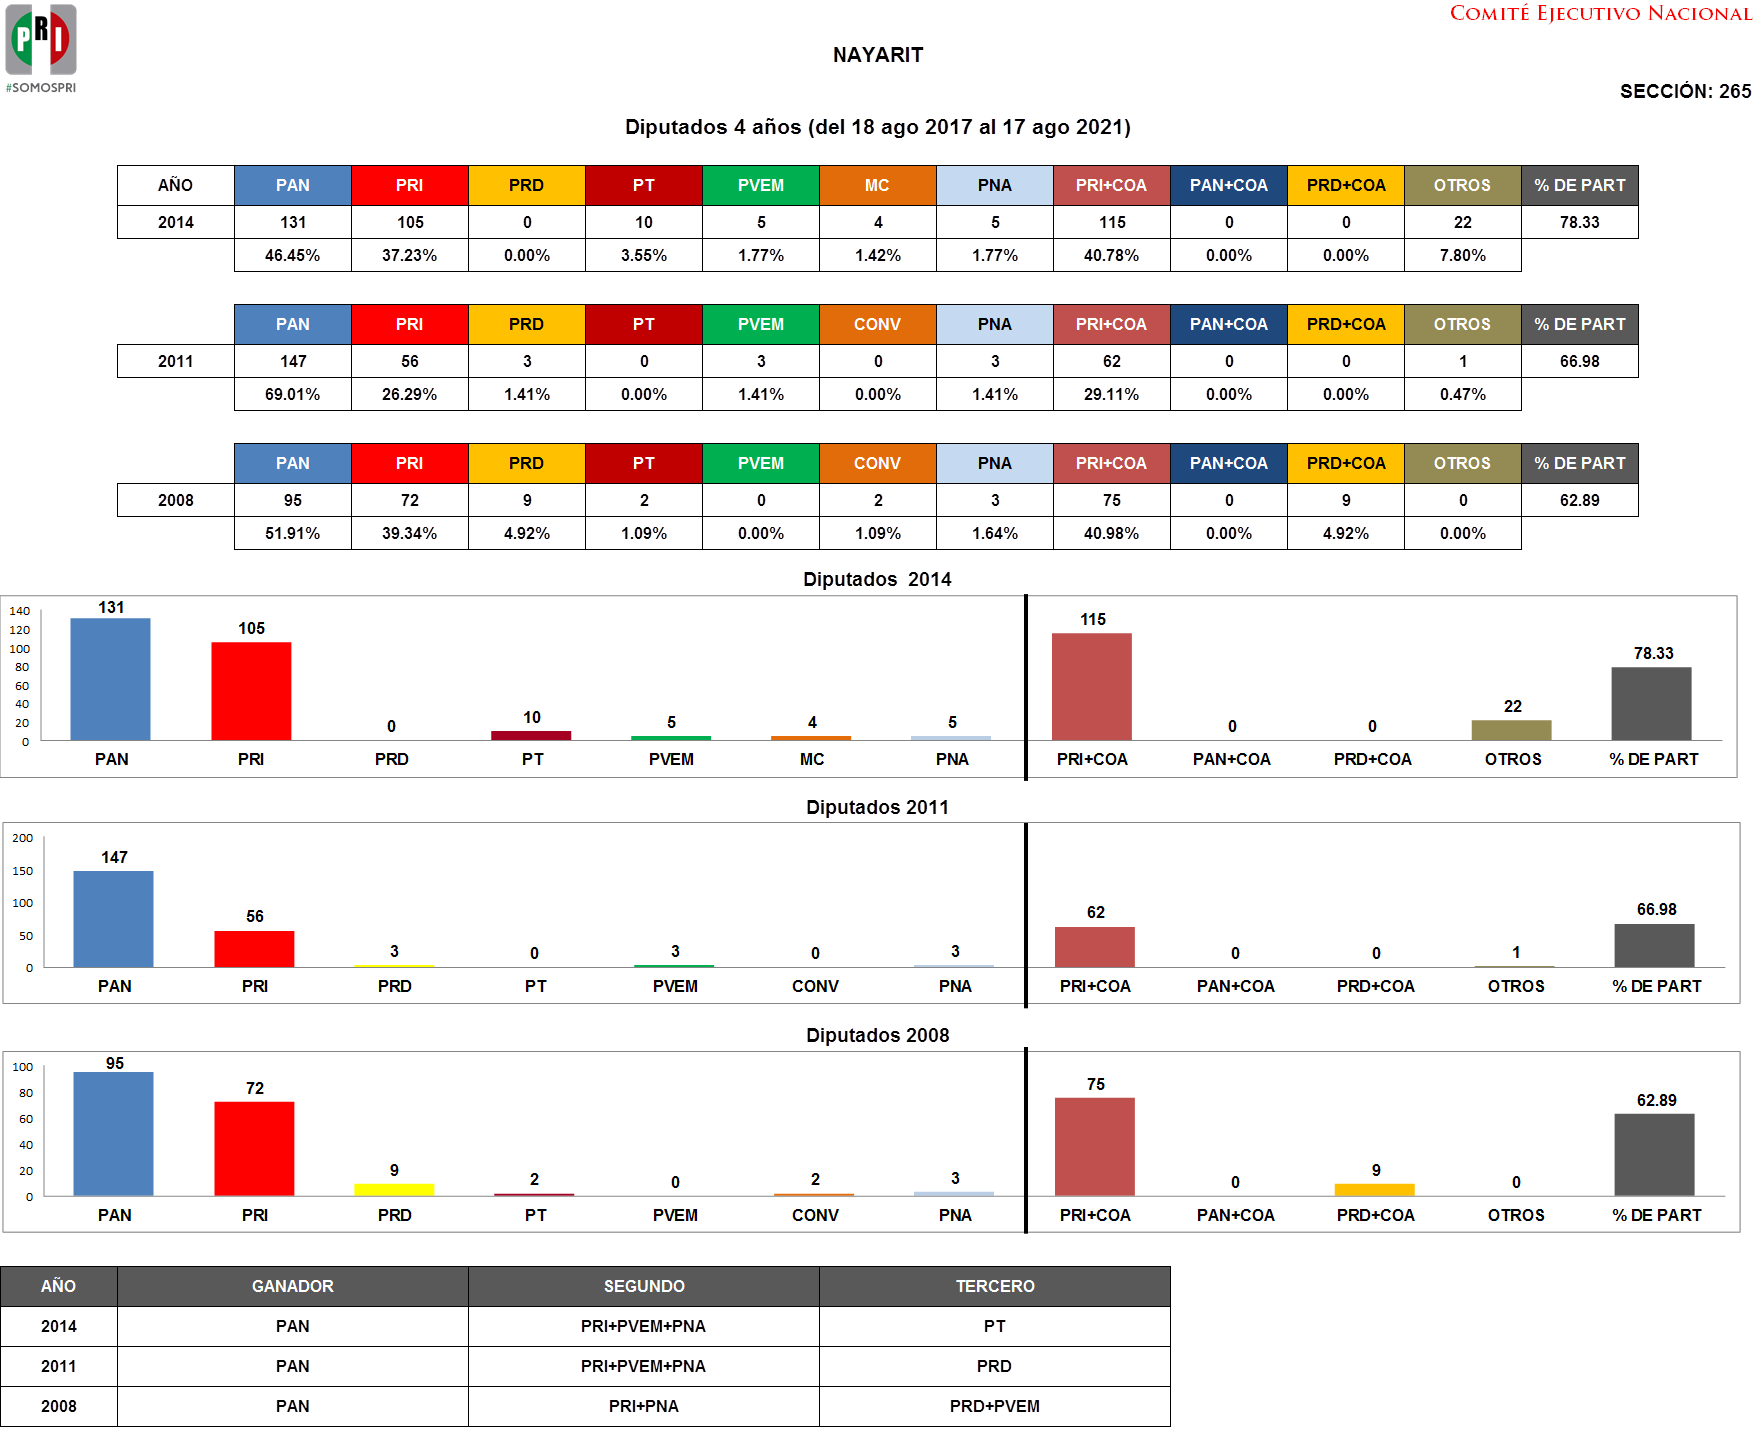 PRI
#SOMOSPRI
COMITÉ EJECUTIVO NACIONAL
NAYARIT
SECCIÓN: 265
Diputados 4 años (del 18 ago 2017 al 17 ago 2021)
AÑO PAN PRI PRD PT PVEM MC PNA PRI+COA PAN+COA PRD+COA OTROS % DE PART
2014 131 105 0 10 5 4 5 115 0 0 22 78.33
46.45% 37.23% 0.00% 3.55% 1.77% 1.42% 1.77% 40.78% 0.00% 0.00% 7.80%
PAN PRI PRD PT PVEM CONV PNA PRI+COA PAN+COA PRD+COA OTROS % DE PART
2011 147 56 3 0 3 0 3 62 0 0 1 66.98
69.01% 26.29% 1.41% 0.00% 1.41% 0.00% 1.41% 29.11% 0.00% 0.00% 0.47%
PAN PRI PRD PT PVEM CONV PNA PRI+COA PAN+COA PRD+COA OTROS % DE PART
2008 95 72 9 2 0 2 3 75 0 9 0 62.89
51.91% 39.34% 4.92% 1.09% 0.00% 1.09% 1.64% 40.98% 0.00% 4.92% 0.00%
Diputados 2014
140
120
100
80
60
40
20
0
131 105 0 10 5 4 5 115 0 0 22 78.33
PAN PRI PRD PT PVEM MC PNA PRI+COA PAN+COA PRD+COA OTROS % DE PART
Diputados 2011
200
150
100
50
0
147 56 3 0 3 0 3 62 0 0 1 66.98
PAN PRI PRD PT PVEM CONV PNA PRI+COA PAN+COA PRD+COA OTROS % DE PART
Diputados 2008
100
80
60
40
20
0
95 72 9 2 0 2 3 75 0 9 0 62.89
PAN PRI PRD PT PVEM CONV PNA PRI+COA PAN+COA PRD+COA OTROS % DE PART
AÑO GANADOR SEGUNDO TERCERO
2014 PAN PRI+PVEM+PNA PT
2011 PAN PRI+PVEM+PNA PRD
2008 PAN PRI+PNA PRD+PVEM